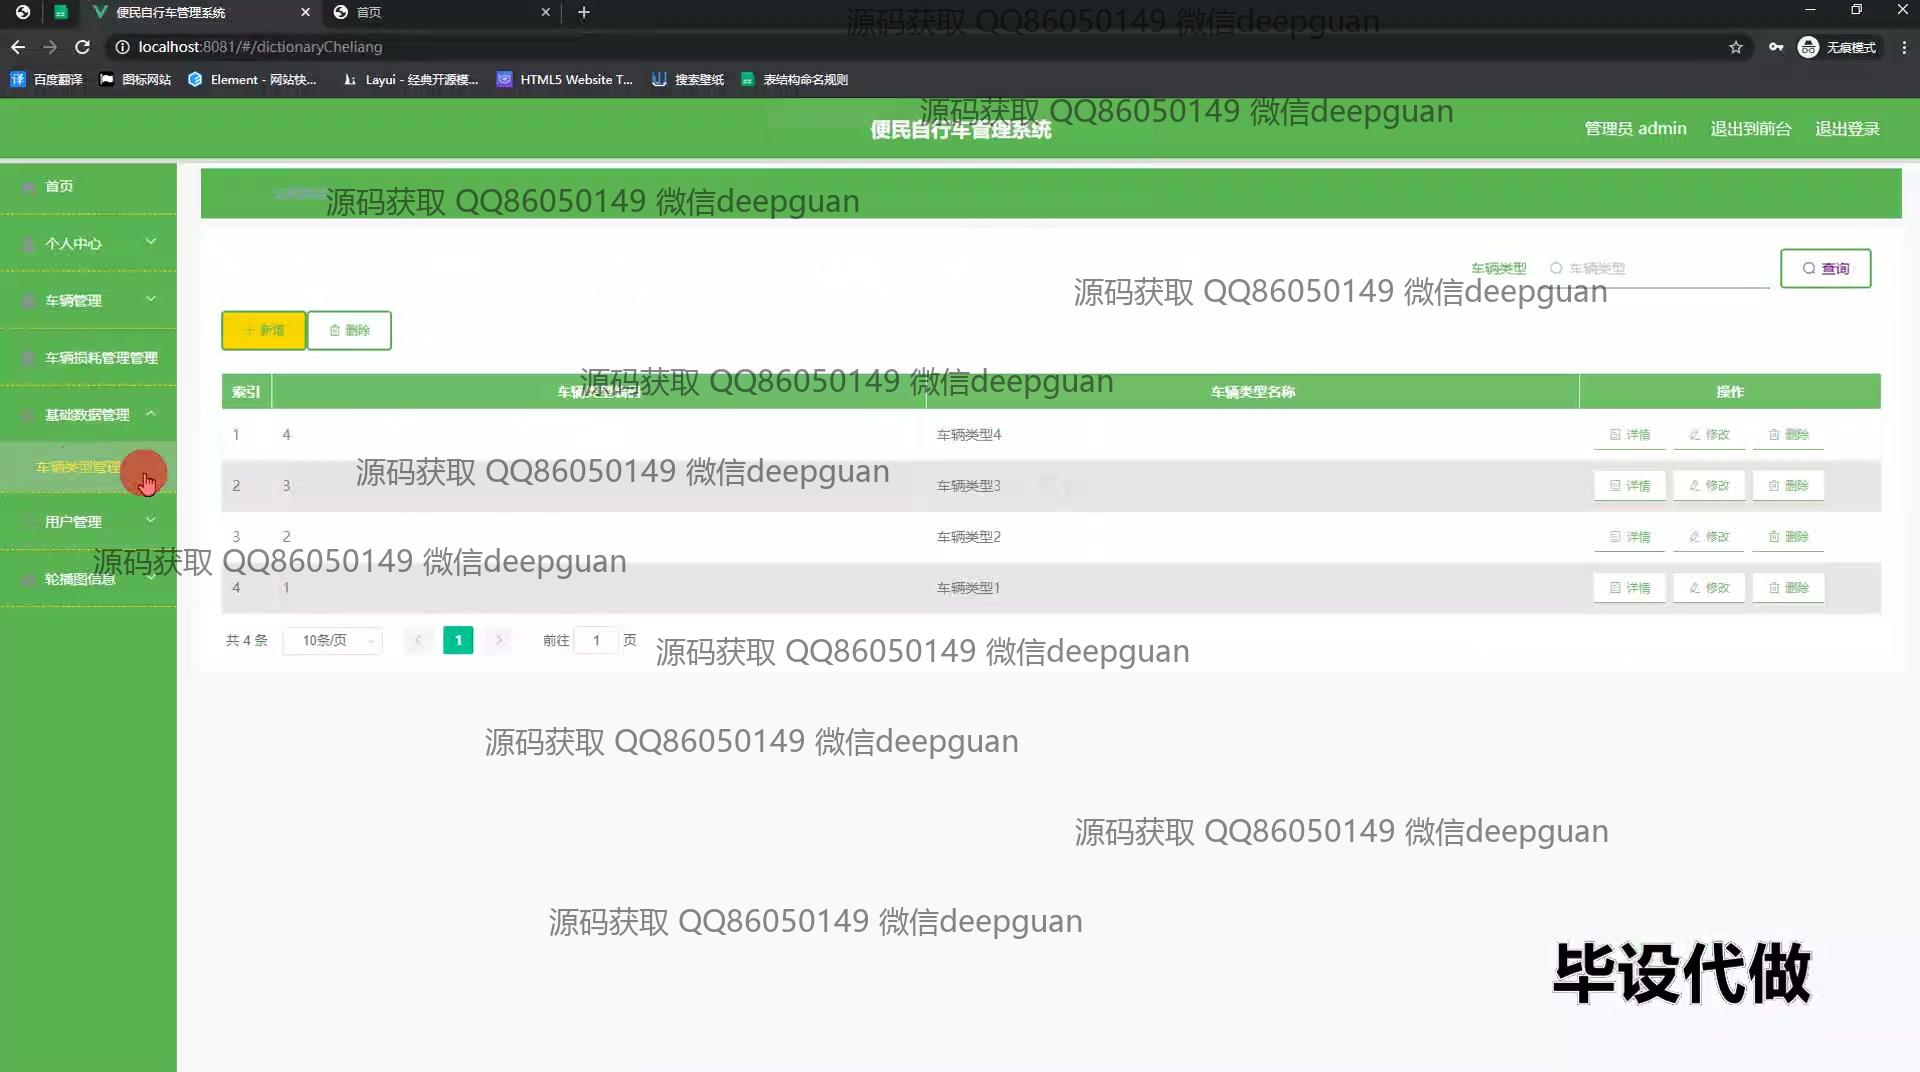 便民自行车管理系统
首页
localhost:8081/#/dictionaryCheliang
无痕模式
百度翻译
图标网站
Element - 网站快...
Layui - 经典开源模...
HTML5 Website T...
搜索壁纸
表结构命名规则
源码获取 QQ86050149 微信deepguan
源码获取 QQ86050149 微信deepguan
便民自行车管理系统
管理员 admin
退出到前台
退出登录
首页
个人中心
车辆管理
车辆损耗管理管理
基础数据管理
车辆类型管理
用户管理
轮播图信息
源码获取 QQ86050149 微信deepguan
车辆类型
车辆类型
查询
源码获取 QQ86050149 微信deepguan
新增
删除
源码获取 QQ86050149 微信deepguan
索引
车辆类型编码
车辆类型名称
操作
1 4 车辆类型4 详情 修改 删除
源码获取 QQ86050149 微信deepguan
2 3 车辆类型3 详情 修改 删除
3 2 车辆类型2 详情 修改 删除
源码获取 QQ86050149 微信deepguan
4 1 车辆类型1 详情 修改 删除
共 4 条 10条/页 1 前往 1 页
源码获取 QQ86050149 微信deepguan
源码获取 QQ86050149 微信deepguan
源码获取 QQ86050149 微信deepguan
源码获取 QQ86050149 微信deepguan
毕设代做